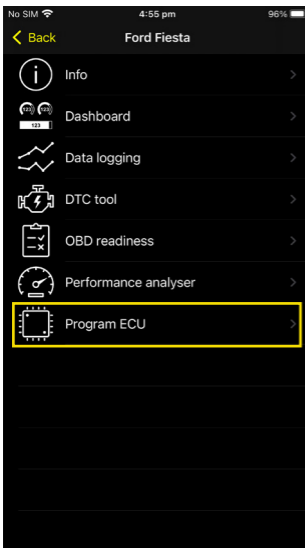 No SIM 4:55 pm 96%
Back Ford Fiesta
Info
Dashboard
Data logging
DTC tool
OBD readiness
Performance analyser
Program ECU